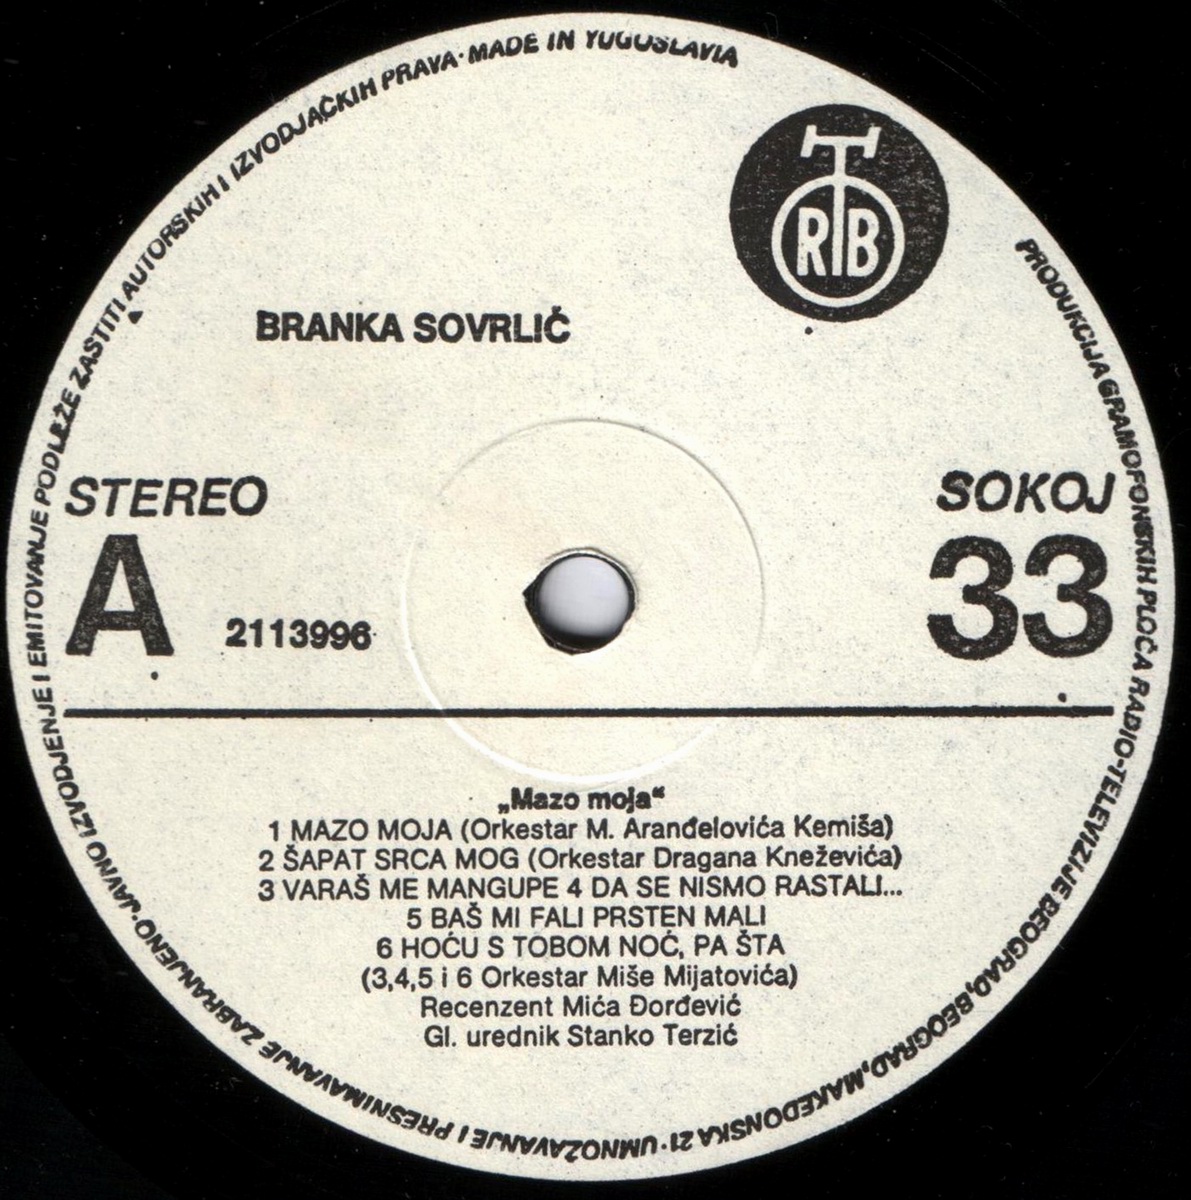 PRODUKCIJA GRAMOFONSKIH PLOČA RADIO-TELEVIZIJE BEOGRAD, BEOGRAD, MAKEDONSKA 21 · UMNOŽAVANJE I PRESNIMAVANJE ZABRANJENO · JAVNO IZVODJENJE I EMITOVANJE PODLEŽE ZAŠTITI AUTORSKIH I IZVODJAČKIH PRAVA · MADE IN YUGOSLAVIA
RTB
BRANKA SOVRLIĆ
STEREO
SOKOJ
A
33
2113996
„Mazo moja“
1 MAZO MOJA (Orkestar M. Aranđelovića Kemiša)
2 ŠAPAT SRCA MOG (Orkestar Dragana Kneževića)
3 VARAŠ ME MANGUPE 4 DA SE NISMO RASTALI...
5 BAŠ MI FALI PRSTEN MALI
6 HOĆU S TOBOM NOĆ, PA ŠTA
(3,4,5 i 6 Orkestar Miše Mijatovića)
Recenzent Mića Đorđević
Gl. urednik Stanko Terzić